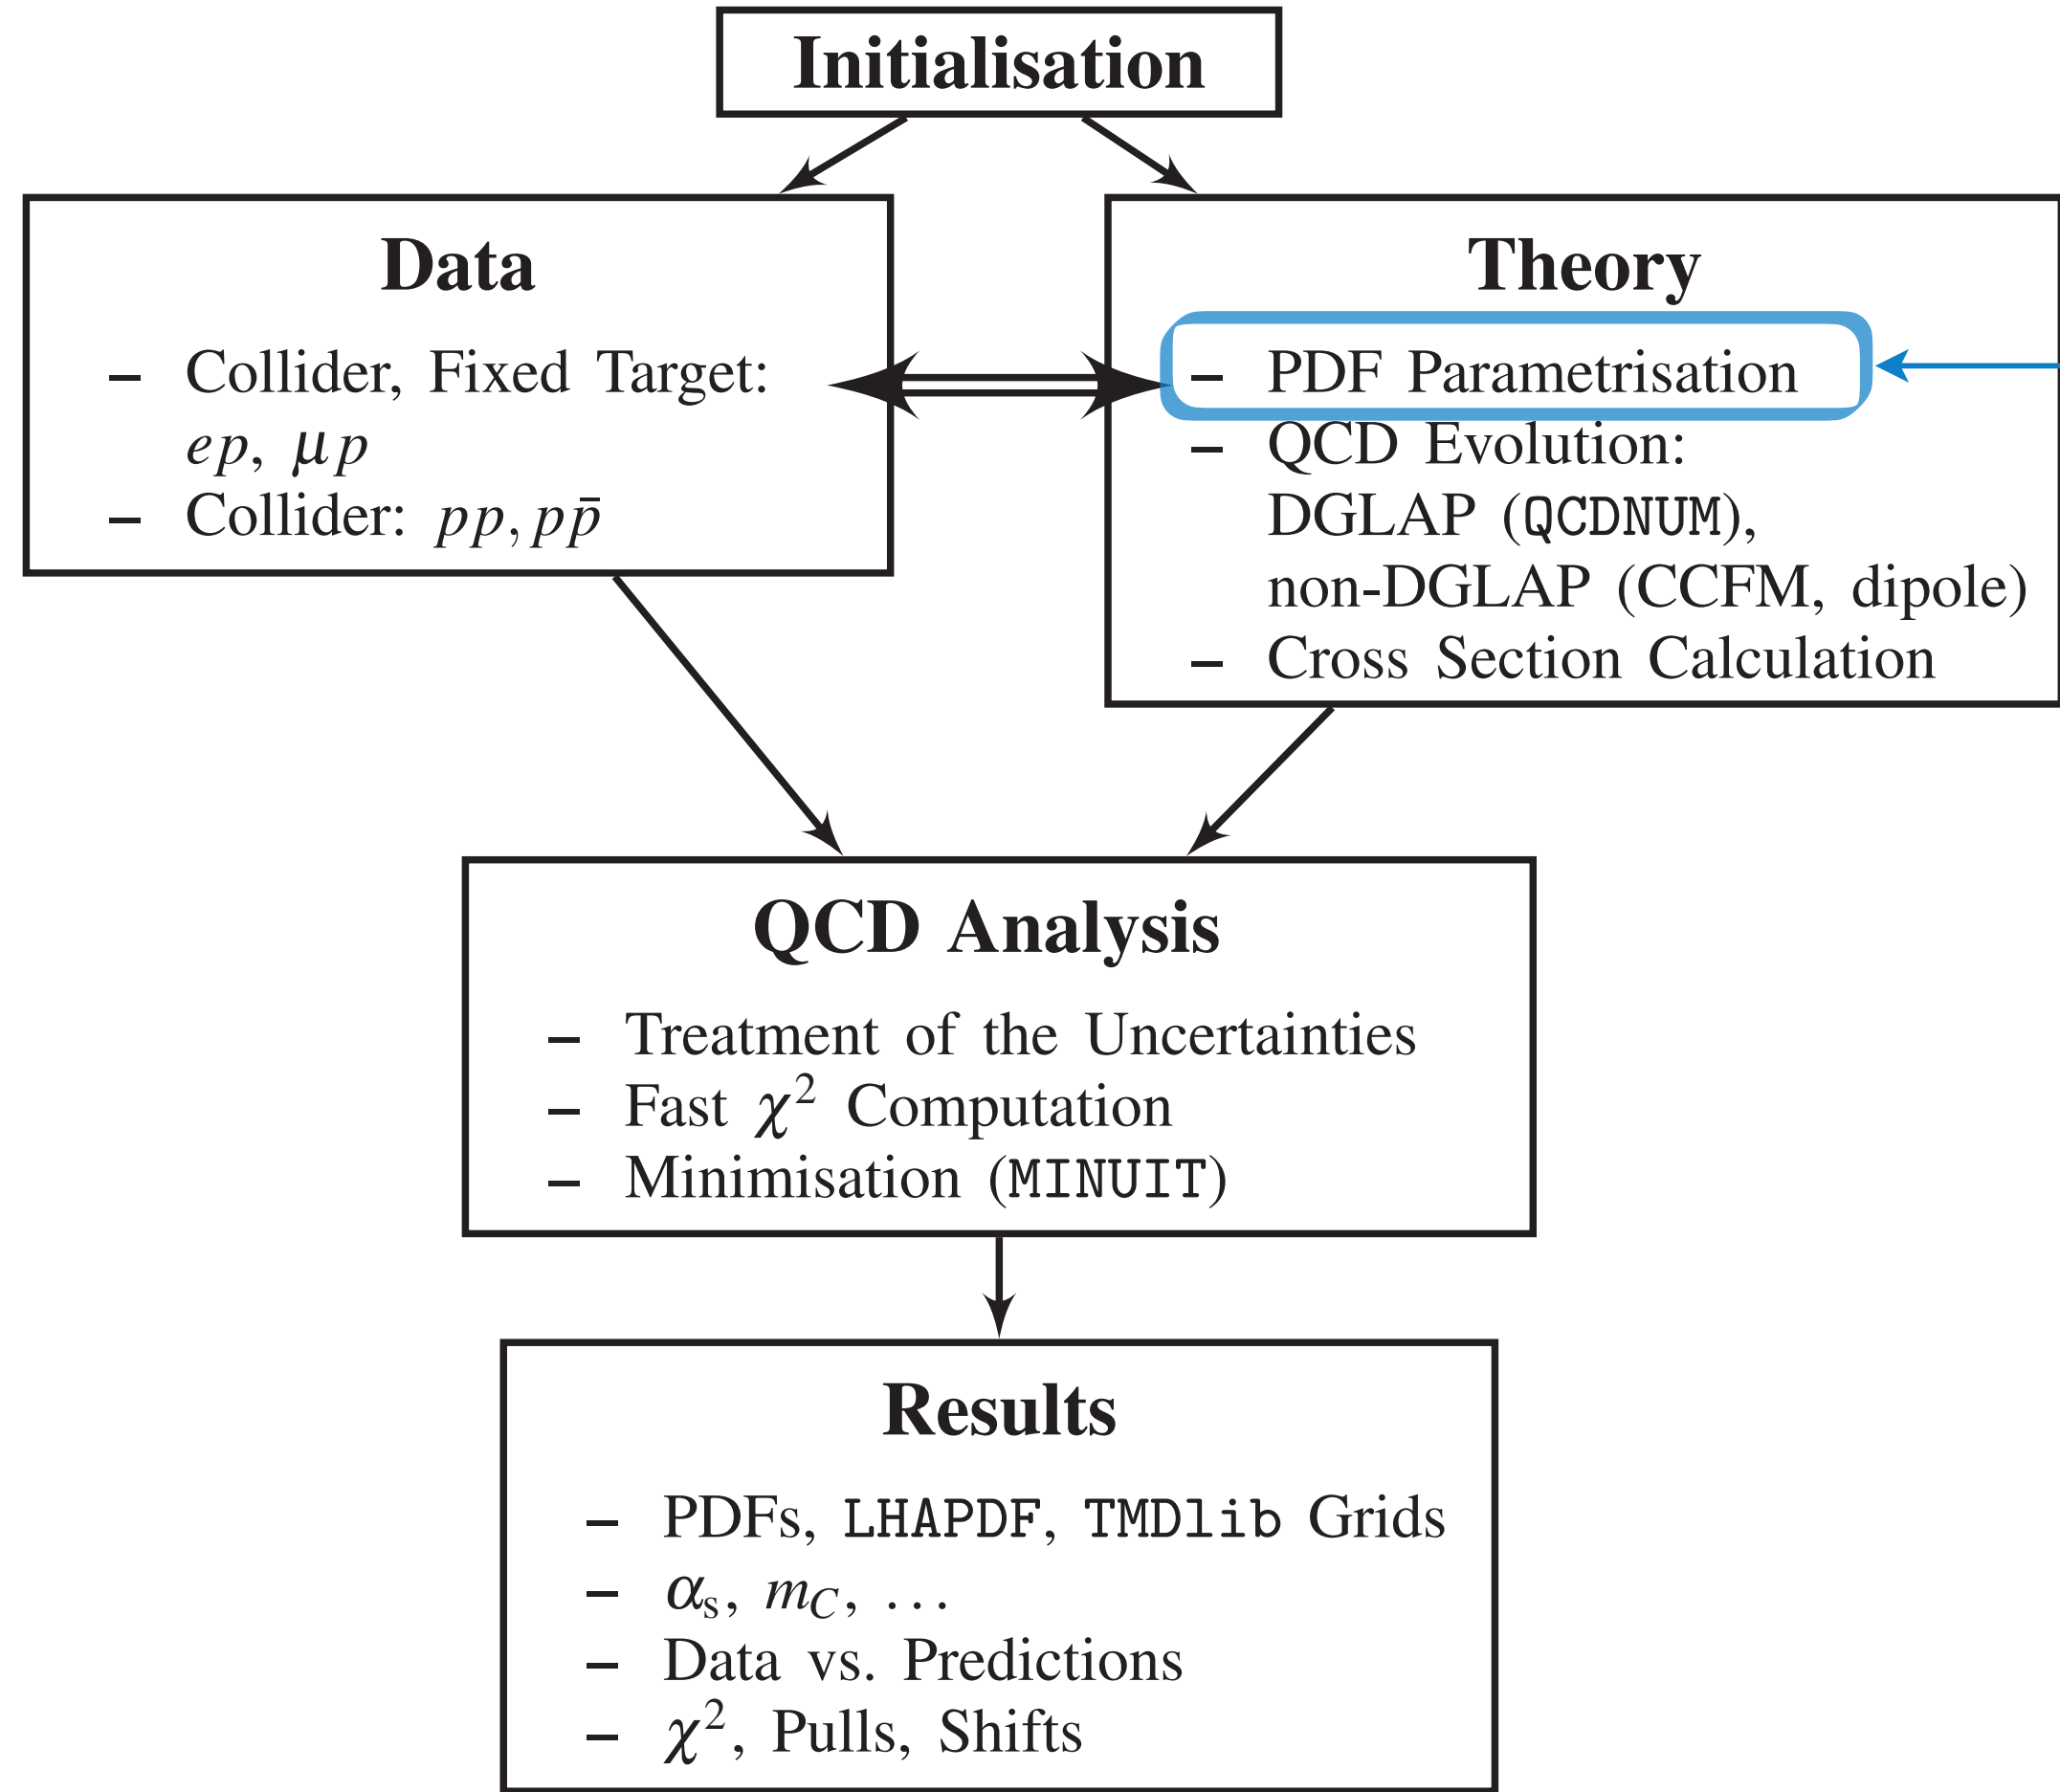 Initialisation
Data
– Collider, Fixed Target:
ep, μp
– Collider: pp, pp̄
Theory
– PDF Parametrisation
– QCD Evolution:
DGLAP (QCDNUM),
non-DGLAP (CCFM, dipole)
– Cross Section Calculation
QCD Analysis
– Treatment of the Uncertainties
– Fast χ² Computation
– Minimisation (MINUIT)
Results
– PDFs, LHAPDF, TMDlib Grids
– αs, mC, ...
– Data vs. Predictions
– χ², Pulls, Shifts